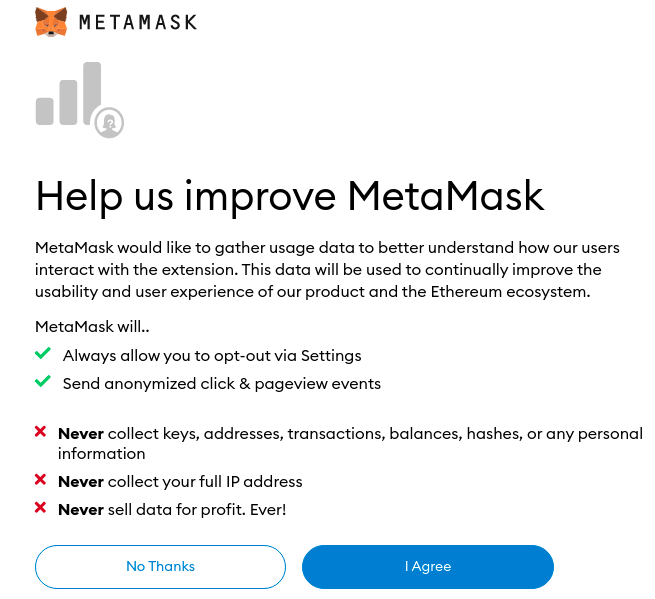 METAMASK
Help us improve MetaMask
MetaMask would like to gather usage data to better understand how our users
interact with the extension. This data will be used to continually improve the
usability and user experience of our product and the Ethereum ecosystem.
MetaMask will..
Always allow you to opt-out via Settings
Send anonymized click & pageview events
Never collect keys, addresses, transactions, balances, hashes, or any personal
information
Never collect your full IP address
Never sell data for profit. Ever!
No Thanks
I Agree